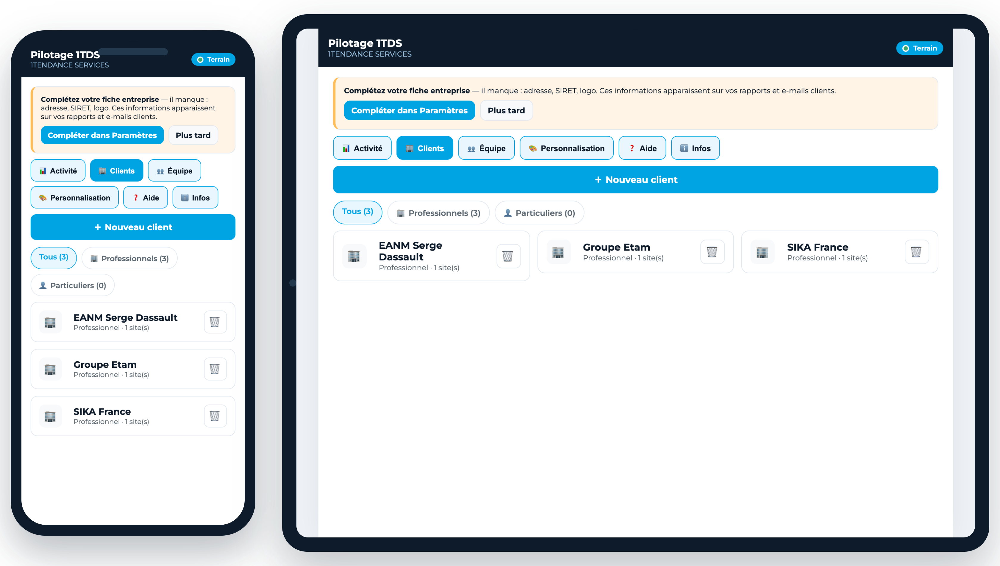 Pilotage 1TDS
1TENDANCE SERVICES
Terrain
Complétez votre fiche entreprise — il manque :
adresse, SIRET, logo. Ces informations apparaissent
sur vos rapports et e-mails clients.
Compléter dans Paramètres
Plus tard
Activité
Clients
Équipe
Personnalisation
Aide
Infos
+ Nouveau client
Tous (3)
Professionnels (3)
Particuliers (0)
EANM Serge Dassault
Professionnel · 1 site(s)
Groupe Etam
Professionnel · 1 site(s)
SIKA France
Professionnel · 1 site(s)
Pilotage 1TDS
1TENDANCE SERVICES
Terrain
Complétez votre fiche entreprise — il manque : adresse, SIRET, logo. Ces informations apparaissent sur vos rapports et e-mails clients.
Compléter dans Paramètres
Plus tard
Activité
Clients
Équipe
Personnalisation
Aide
Infos
+ Nouveau client
Tous (3)
Professionnels (3)
Particuliers (0)
EANM Serge
Dassault
Professionnel · 1 site(s)
Groupe Etam
Professionnel · 1 site(s)
SIKA France
Professionnel · 1 site(s)